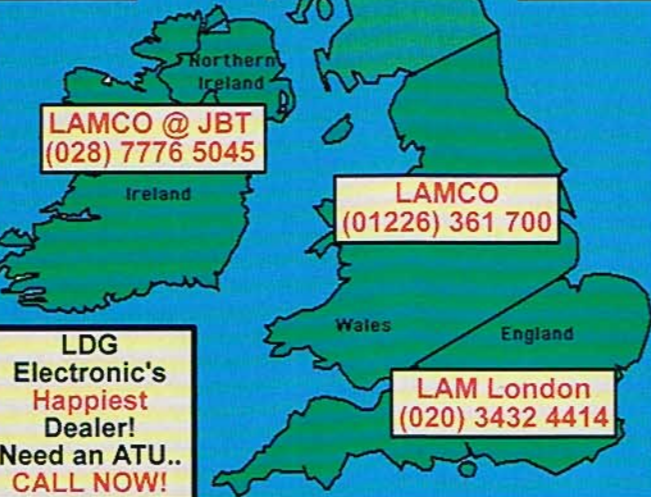 Northern
Ireland
LAMCO @ JBT
(028) 7776 5045
Ireland
LAMCO
(01226) 361 700
Wales
England
LAM London
(020) 3432 4414
LDG
Electronic's
Happiest
Dealer!
Need an ATU..
CALL NOW!